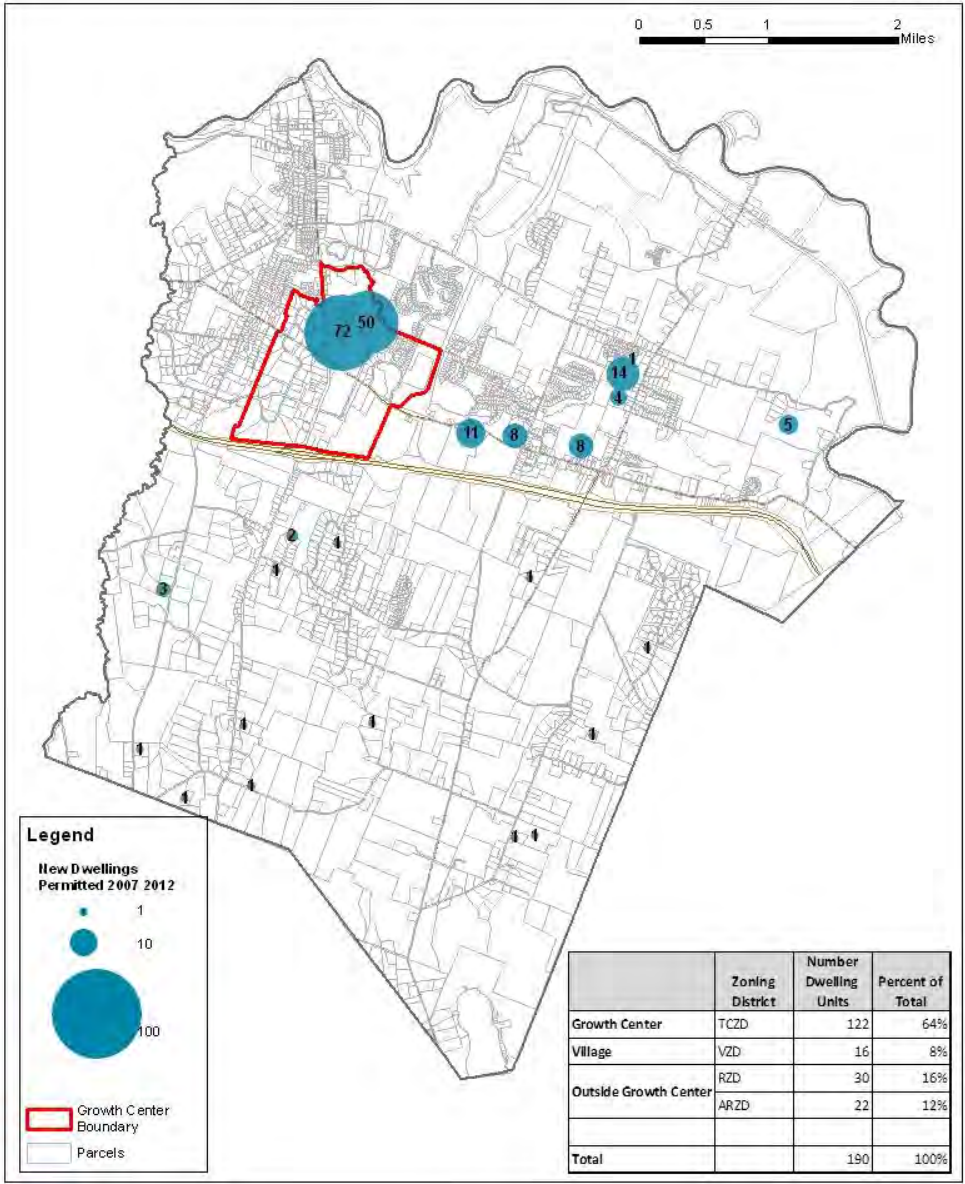 0 0.5 1 2
Miles
72 50
1
14
4
5
11 8 8
2 1
1
1
3
1
1 1
1
1
1
1
1 1
Legend
New Dwellings
Permitted 2007 2012
1
10
100
Growth Center
Boundary
Parcels
Zoning District Number Dwelling Units Percent of Total
Growth Center TCZD 122 64%
Village VZD 16 8%
Outside Growth Center RZD 30 16%
ARZD 22 12%
Total 190 100%